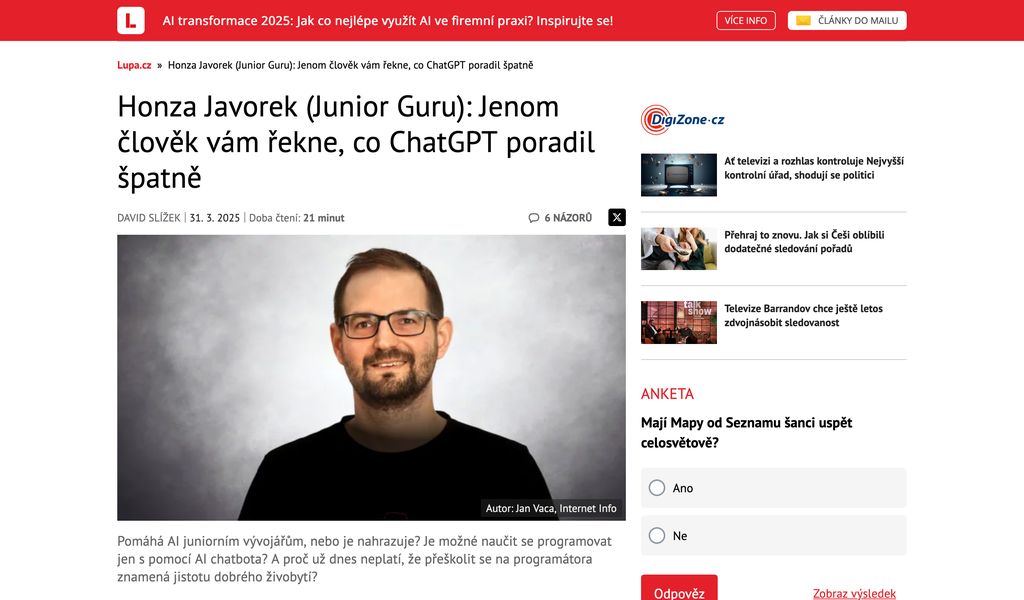 L
AI transformace 2025: Jak co nejlépe využít AI ve firemní praxi? Inspirujte se!
VÍCE INFO
ČLÁNKY DO MAILU
Lupa.cz » Honza Javorek (Junior Guru): Jenom člověk vám řekne, co ChatGPT poradil špatně
Honza Javorek (Junior Guru): Jenom
člověk vám řekne, co ChatGPT poradil
špatně
DAVID SLÍŽEK | 31. 3. 2025 | Doba čtení: 21 minut
6 NÁZORŮ
X
Autor: Jan Vaca, Internet Info
Pomáhá AI juniorním vývojářům, nebo je nahrazuje? Je možné naučit se programovat
jen s pomocí AI chatbota? A proč už dnes neplatí, že přeškolit se na programátora
znamená jistotu dobrého živobytí?
DigiZone.cz
Ať televizi a rozhlas kontroluje Nejvyšší
kontrolní úřad, shodují se politici
Přehraj to znovu. Jak si Češi oblíbili
dodatečné sledování pořadů
talk
show
Televize Barrandov chce ještě letos
zdvojnásobit sledovanost
ANKETA
Mají Mapy od Seznamu šanci uspět
celosvětově?
Ano
Ne
Odpověz
Zobraz výsledek